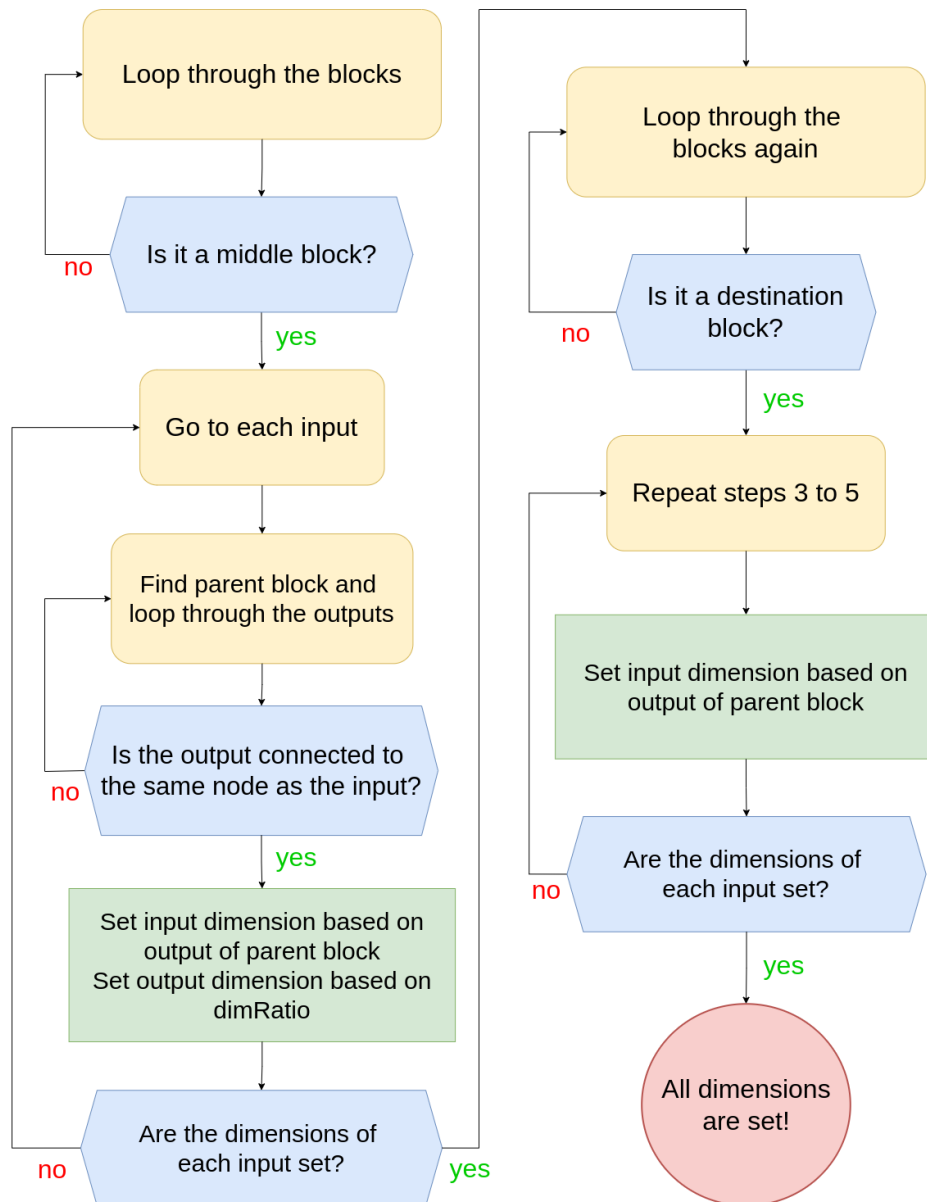 Loop through the blocks
Is it a middle block?
no
yes
Go to each input
Find parent block and
loop through the outputs
Is the output connected to
the same node as the input?
no
yes
Set input dimension based on
output of parent block
Set output dimension based on
dimRatio
Are the dimensions of
each input set?
no
yes
Loop through the
blocks again
Is it a destination
block?
no
yes
Repeat steps 3 to 5
Set input dimension based on
output of parent block
Are the dimensions of
each input set?
no
yes
All dimensions
are set!